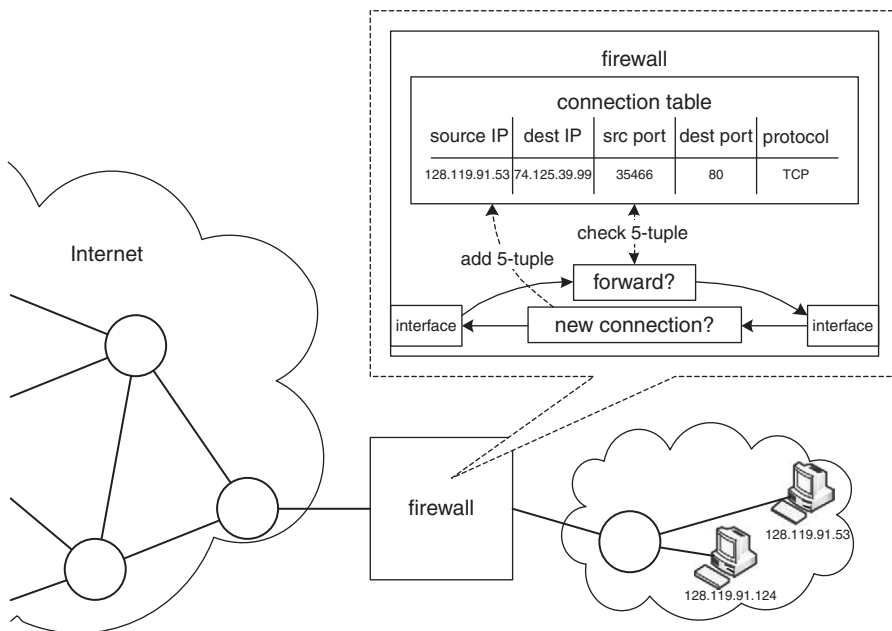 firewall
connection table
source IP dest IP src port dest port protocol
128.119.91.53 74.125.39.99 35466 80 TCP
check 5-tuple
add 5-tuple
forward?
interface
new connection?
interface
Internet
firewall
128.119.91.53
128.119.91.124